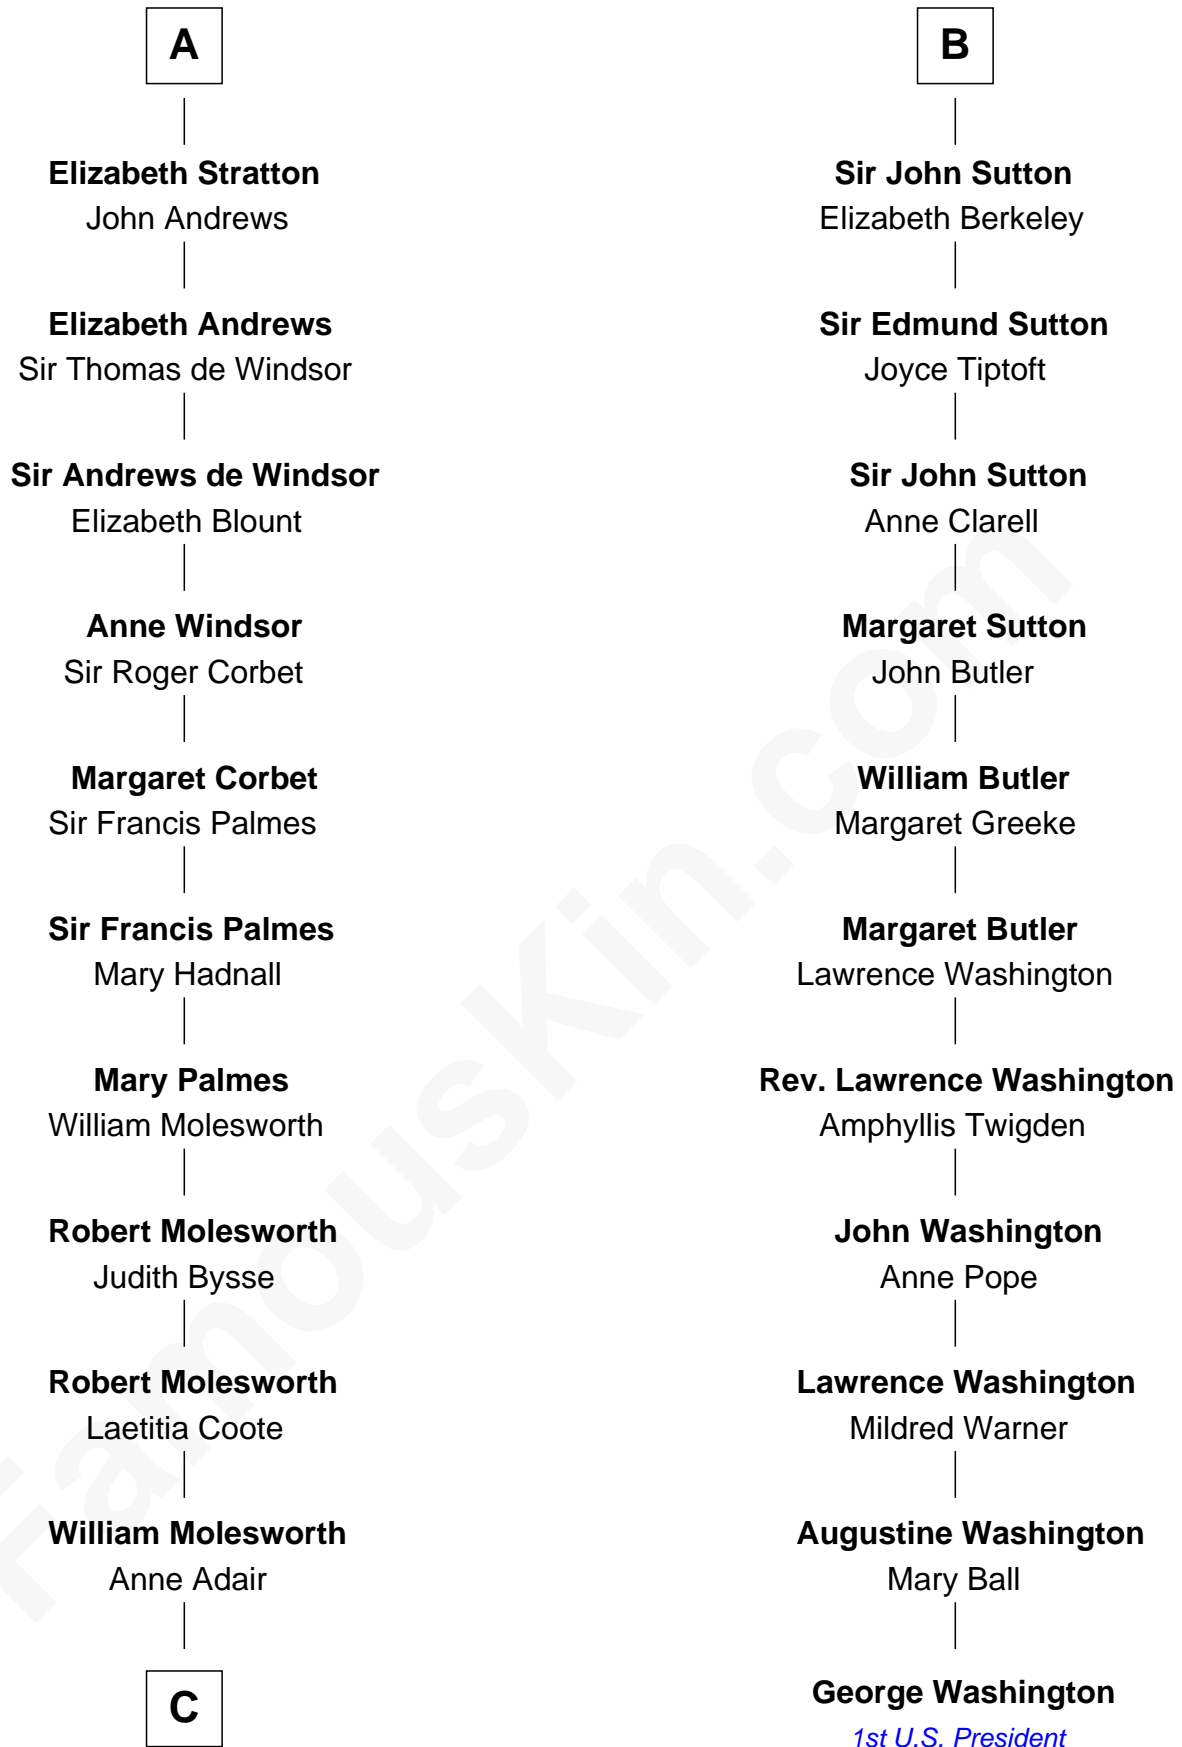 A
Elizabeth Stratton
John Andrews
Elizabeth Andrews
Sir Thomas de Windsor
Sir Andrews de Windsor
Elizabeth Blount
Anne Windsor
Sir Roger Corbet
Margaret Corbet
Sir Francis Palmes
Sir Francis Palmes
Mary Hadnall
Mary Palmes
William Molesworth
Robert Molesworth
Judith Bysse
Robert Molesworth
Laetitia Coote
William Molesworth
Anne Adair
C
B
Sir John Sutton
Elizabeth Berkeley
Sir Edmund Sutton
Joyce Tiptoft
Sir John Sutton
Anne Clarell
Margaret Sutton
John Butler
William Butler
Margaret Greeke
Margaret Butler
Lawrence Washington
Rev. Lawrence Washington
Amphyllis Twigden
John Washington
Anne Pope
Lawrence Washington
Mildred Warner
Augustine Washington
Mary Ball
George Washington
1st U.S. President
FamousKin.com